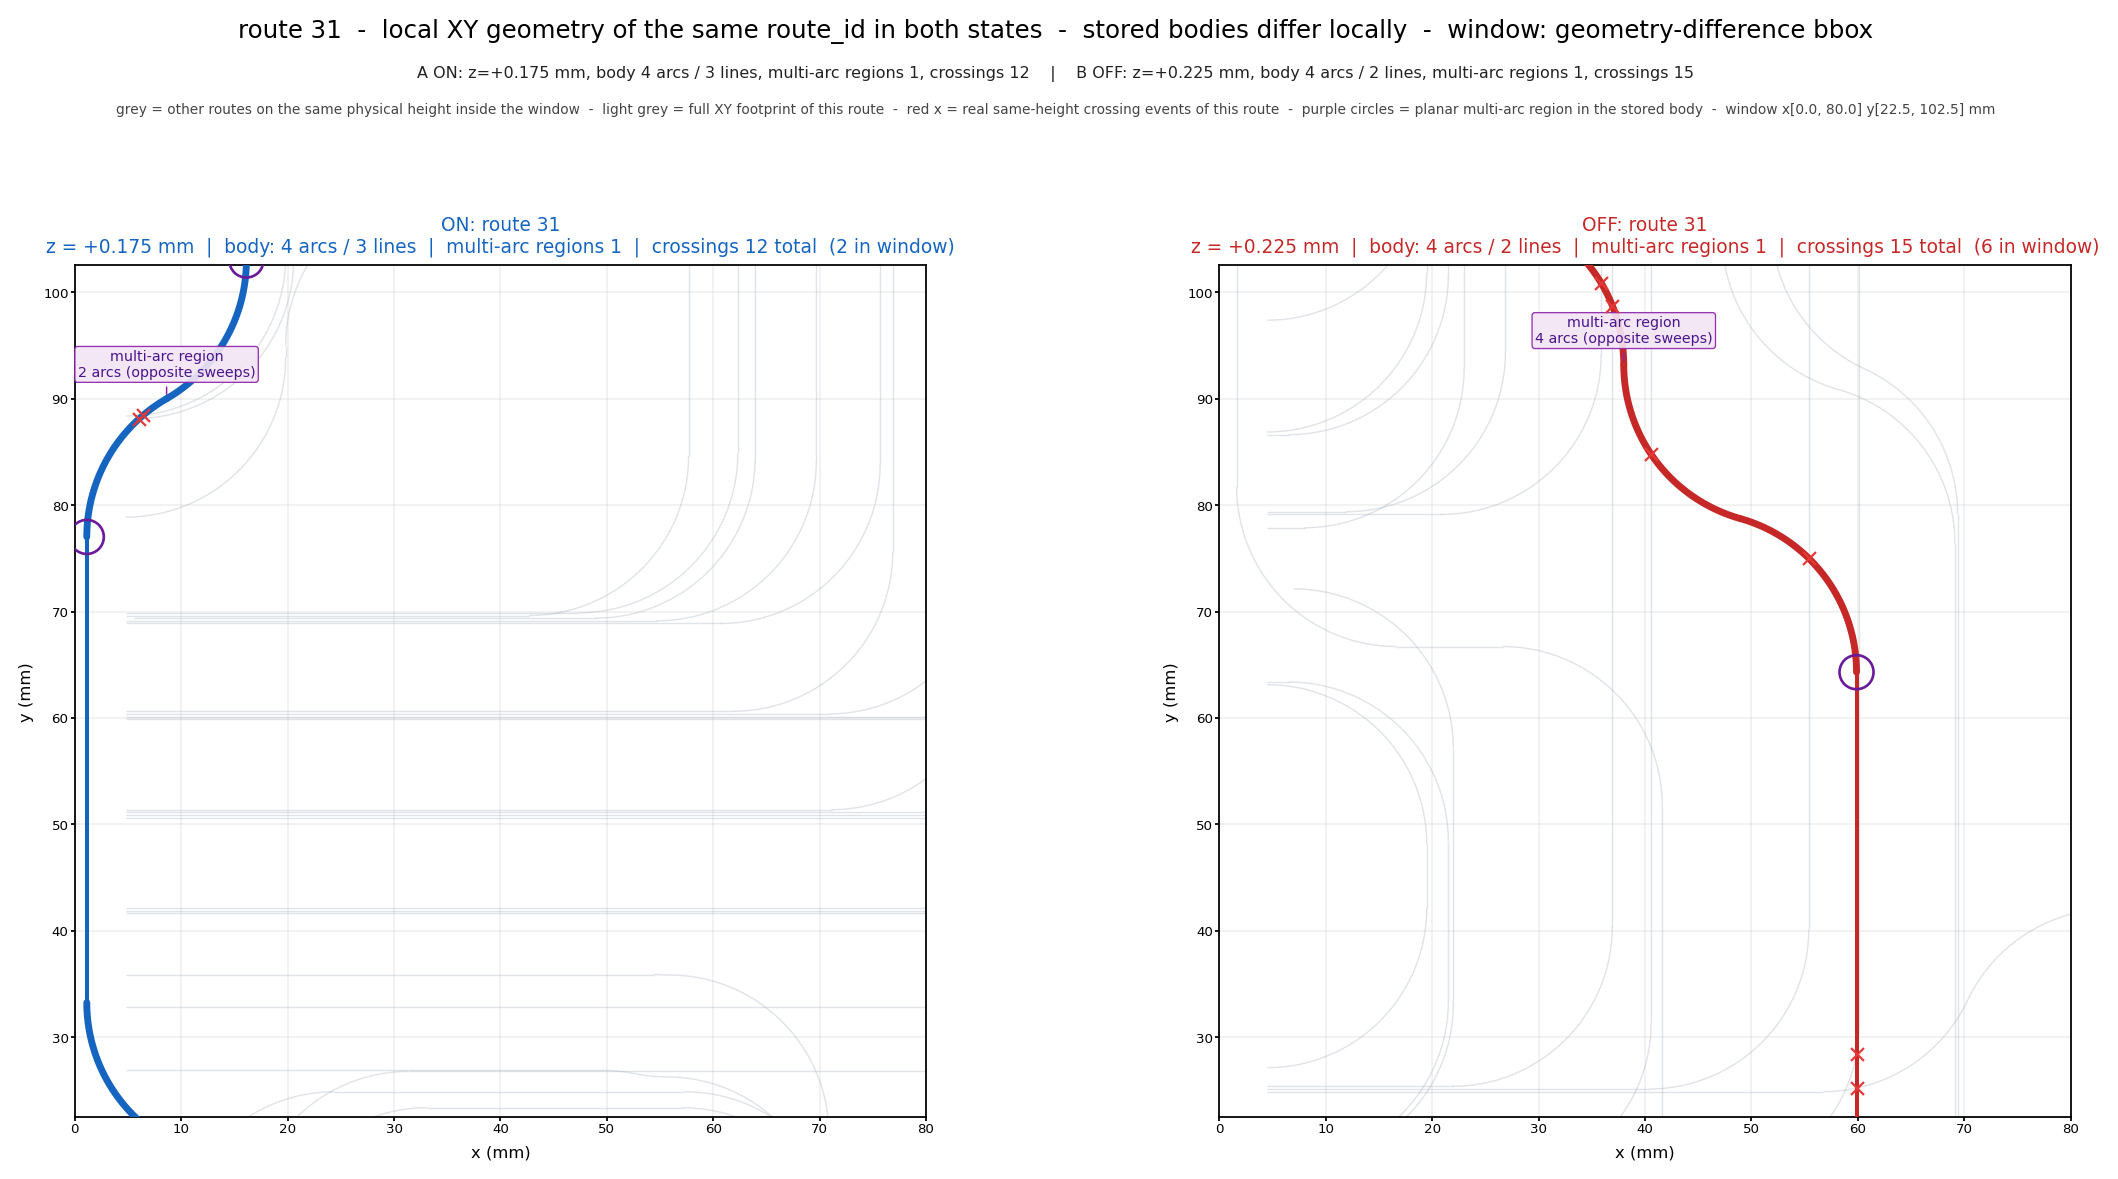 route 31  -  local XY geometry of the same route_id in both states  -  stored bodies differ locally  -  window: geometry-difference bbox
A ON: z=+0.175 mm, body 4 arcs / 3 lines, multi-arc regions 1, crossings 12    |    B OFF: z=+0.225 mm, body 4 arcs / 2 lines, multi-arc regions 1, crossings 15
grey = other routes on the same physical height inside the window  -  light grey = full XY footprint of this route  -  red x = real same-height crossing events of this route  -  purple circles = planar multi-arc region in the stored body  -  window x[0.0, 80.0] y[22.5, 102.5] mm
ON: route 31
z = +0.175 mm  |  body: 4 arcs / 3 lines  |  multi-arc regions 1  |  crossings 12 total  (2 in window)
100
90
80
70
60
50
40
30
y (mm)
multi-arc region
2 arcs (opposite sweeps)
0 10 20 30 40 50 60 70 80
x (mm)
OFF: route 31
z = +0.225 mm  |  body: 4 arcs / 2 lines  |  multi-arc regions 1  |  crossings 15 total  (6 in window)
100
90
80
70
60
50
40
30
y (mm)
multi-arc region
4 arcs (opposite sweeps)
0 10 20 30 40 50 60 70 80
x (mm)